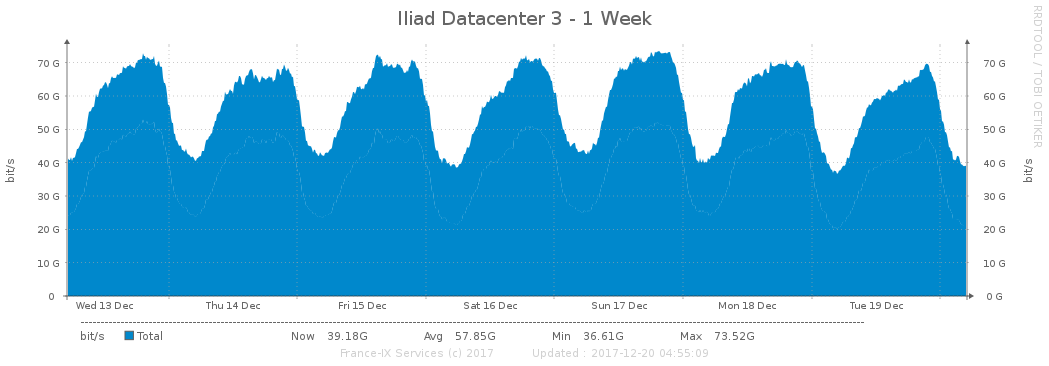 Iliad Datacenter 3 - 1 Week
RRDTOOL / TOBI OETIKER
bit/s
70 G 70 G
60 G 60 G
50 G 50 G
40 G 40 G
30 G 30 G
20 G 20 G
10 G 10 G
0 0 G
bit/s
Wed 13 Dec Thu 14 Dec Fri 15 Dec Sat 16 Dec Sun 17 Dec Mon 18 Dec Tue 19 Dec
bit/s Total Now 39.18G Avg 57.85G Min 36.61G Max 73.52G
France-IX Services (c) 2017 Updated : 2017-12-20 04:55:09